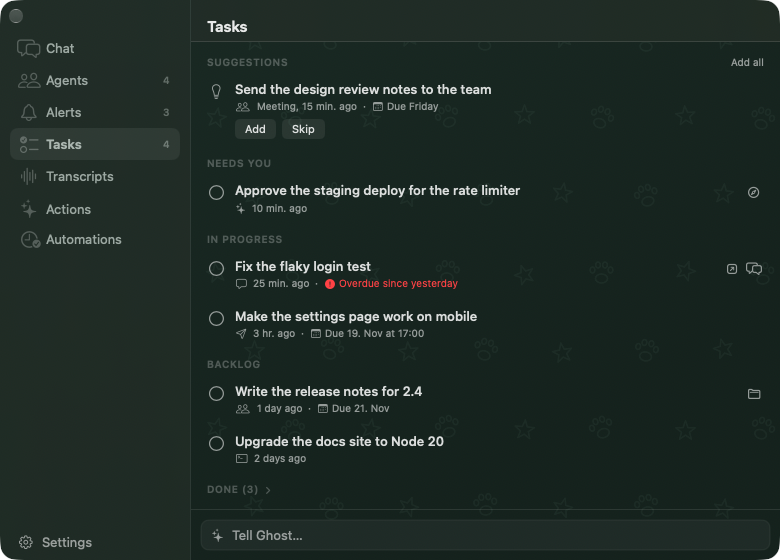 Chat
Agents 4
Alerts 3
Tasks 4
Transcripts
Actions
Automations
Settings
Tasks
SUGGESTIONS Add all
Send the design review notes to the team
Meeting, 15 min. ago · Due Friday
Add Skip
NEEDS YOU
Approve the staging deploy for the rate limiter
10 min. ago
IN PROGRESS
Fix the flaky login test
25 min. ago · Overdue since yesterday
Make the settings page work on mobile
3 hr. ago · Due 19. Nov at 17:00
BACKLOG
Write the release notes for 2.4
1 day ago · Due 21. Nov
Upgrade the docs site to Node 20
2 days ago
DONE (3)
Tell Ghost...